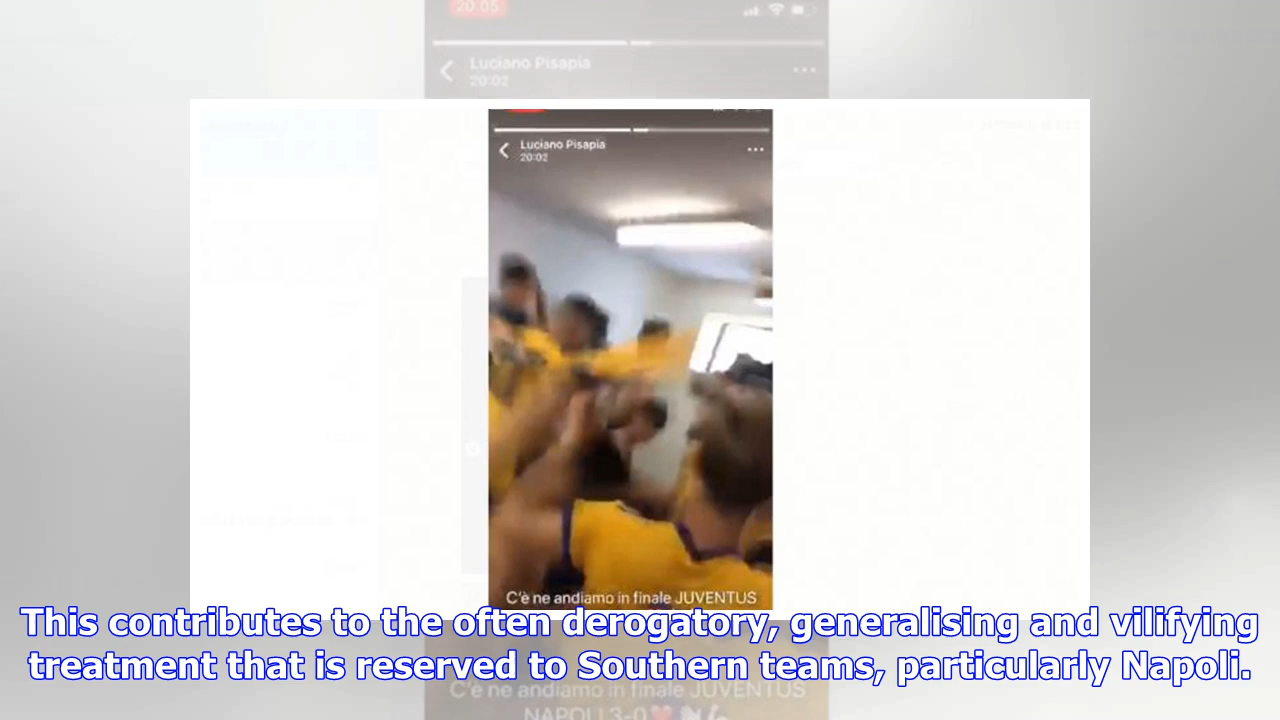 20:05
Luciano Pisapia
20:02
Luciano Pisapia
20:02
C'è ne andiamo in finale JUVENTUS
This contributes to the often derogatory, generalising and vilifying
treatment that is reserved to Southern teams, particularly Napoli.
C'è ne andiamo in finale JUVENTUS
NAPOLI 3-0